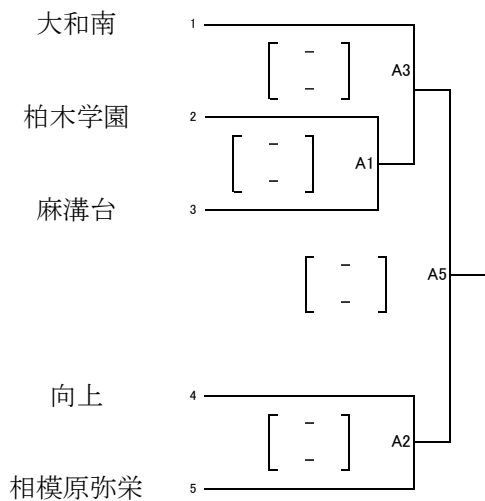 大和南 1
[ - - ] A3
柏木学園 2
[ - - ] A1
麻溝台 3
[ - - ] A5
向上 4
[ - - ] A2
相模原弥栄 5